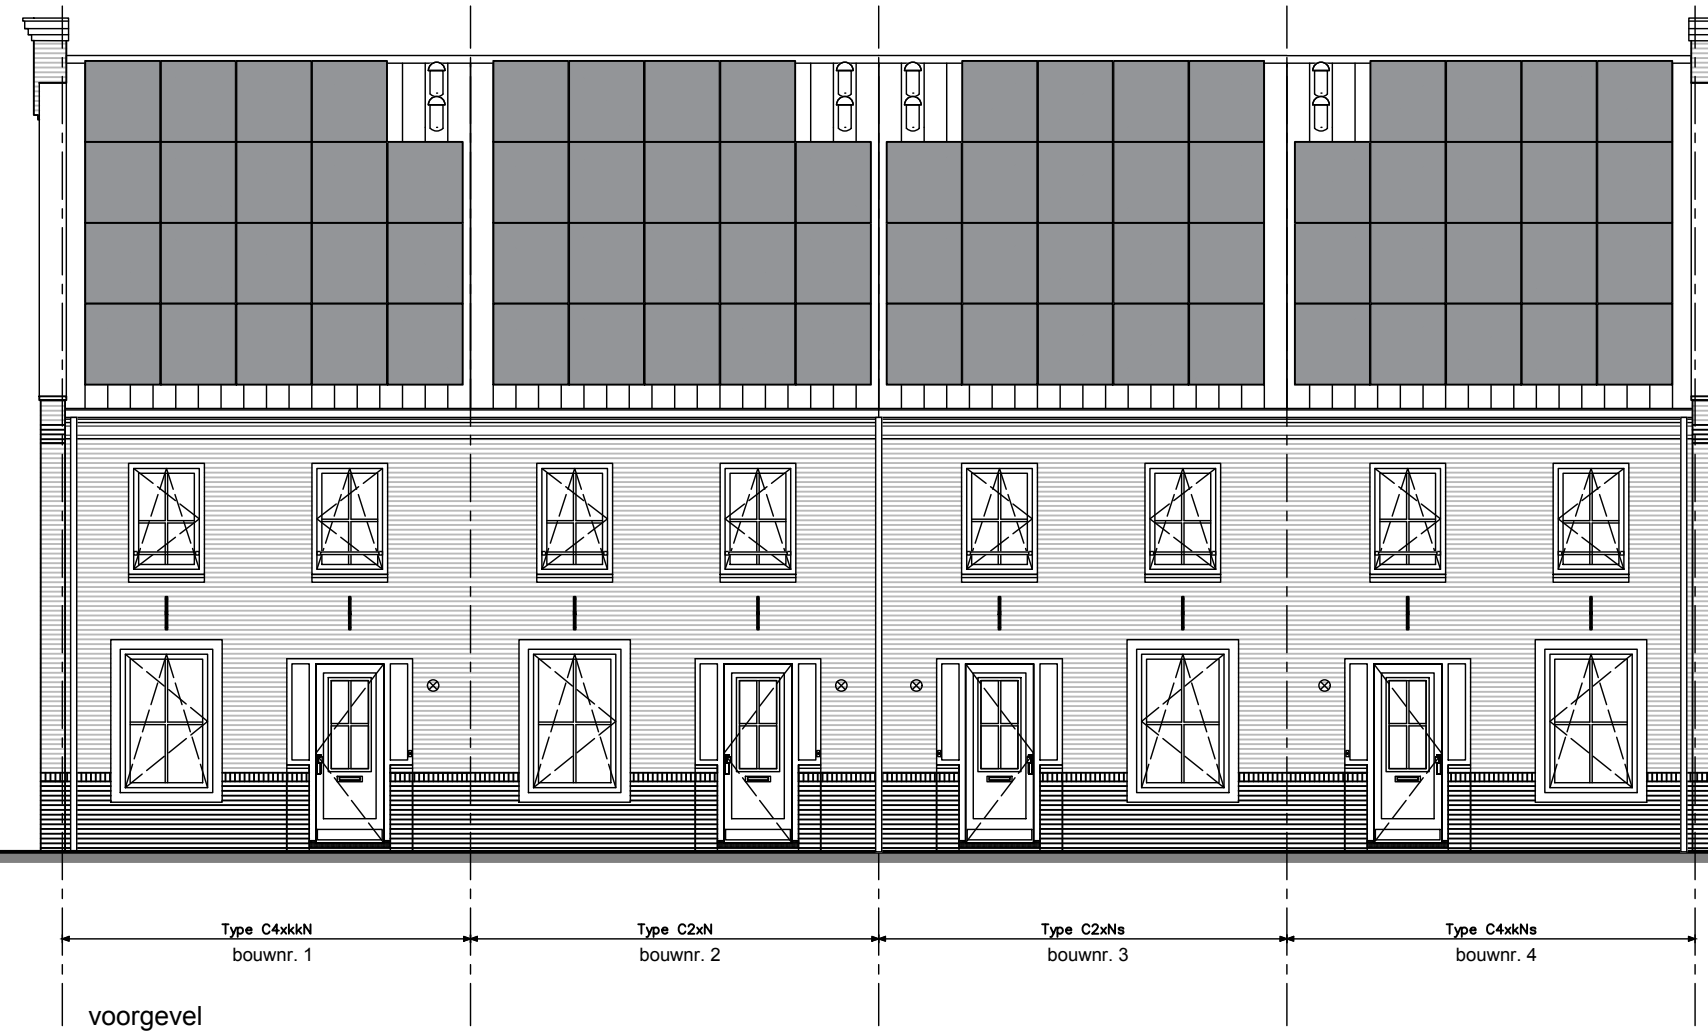 Type C4xkkN
bouwnr. 1
Type C2xN
bouwnr. 2
Type C2xNs
bouwnr. 3
Type C4xkNs
bouwnr. 4
voorgevel